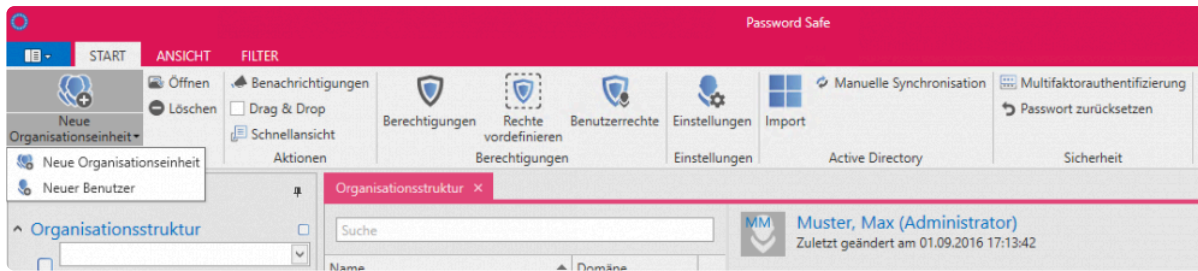 Password Safe
START ANSICHT FILTER
Neue
Organisationseinheit
Öffnen
Löschen
Benachrichtigungen
Drag & Drop
Schnellansicht
Aktionen
Berechtigungen
Rechte
vordefinieren
Benutzerrechte
Berechtigungen
Einstellungen
Einstellungen
Import
Manuelle Synchronisation
Active Directory
Multifaktorauthentifizierung
Passwort zurücksetzen
Sicherheit
Neue Organisationseinheit
Neuer Benutzer
Organisationsstruktur
Organisationsstruktur ×
Suche
Name Domäne
MM
Muster, Max (Administrator)
Zuletzt geändert am 01.09.2016 17:13:42